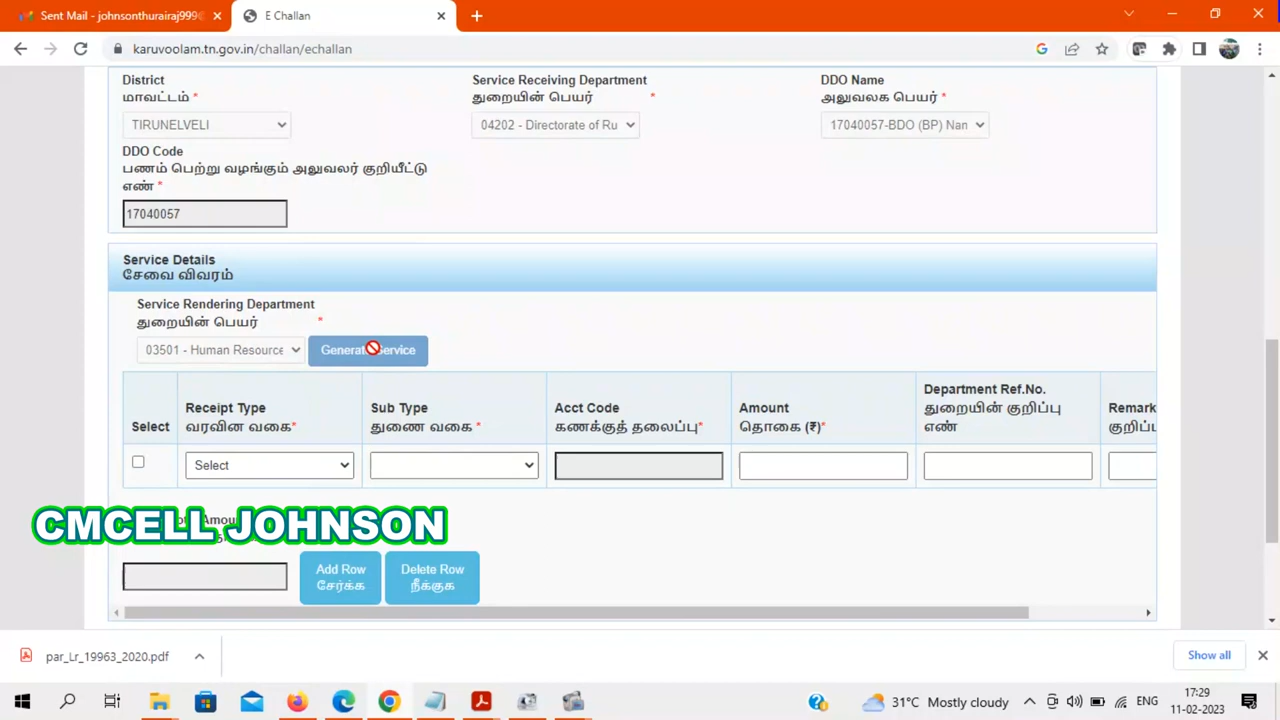 Sent Mail - johnsonthurairaj999@
E Challan
karuvoolam.tn.gov.in/challan/echallan
District
மாவட்டம் *
TIRUNELVELI
Service Receiving Department
துறையின் பெயர் *
04202 - Directorate of Ru
DDO Name
அலுவலக பெயர் *
17040057-BDO (BP) Nan
DDO Code
பணம் பெற்று வழங்கும் அலுவலர் குறியீட்டு
எண் *
17040057
Service Details
சேவை விவரம்
Service Rendering Department
துறையின் பெயர் *
03501 - Human Resource
Generate Service
Select
Receipt Type
வரவின வகை*
Sub Type
துணை வகை *
Acct Code
கணக்குத் தலைப்பு*
Amount
தொகை (₹)*
Department Ref.No.
துறையின் குறிப்பு
எண்
Remark
குறிப்பு
Select
CMCELL JOHNSON
Add Row
சேர்க்க
Delete Row
நீக்குக
par_Lr_19963_2020.pdf
Show all
31°C Mostly cloudy
ENG
17:29
11-02-2023